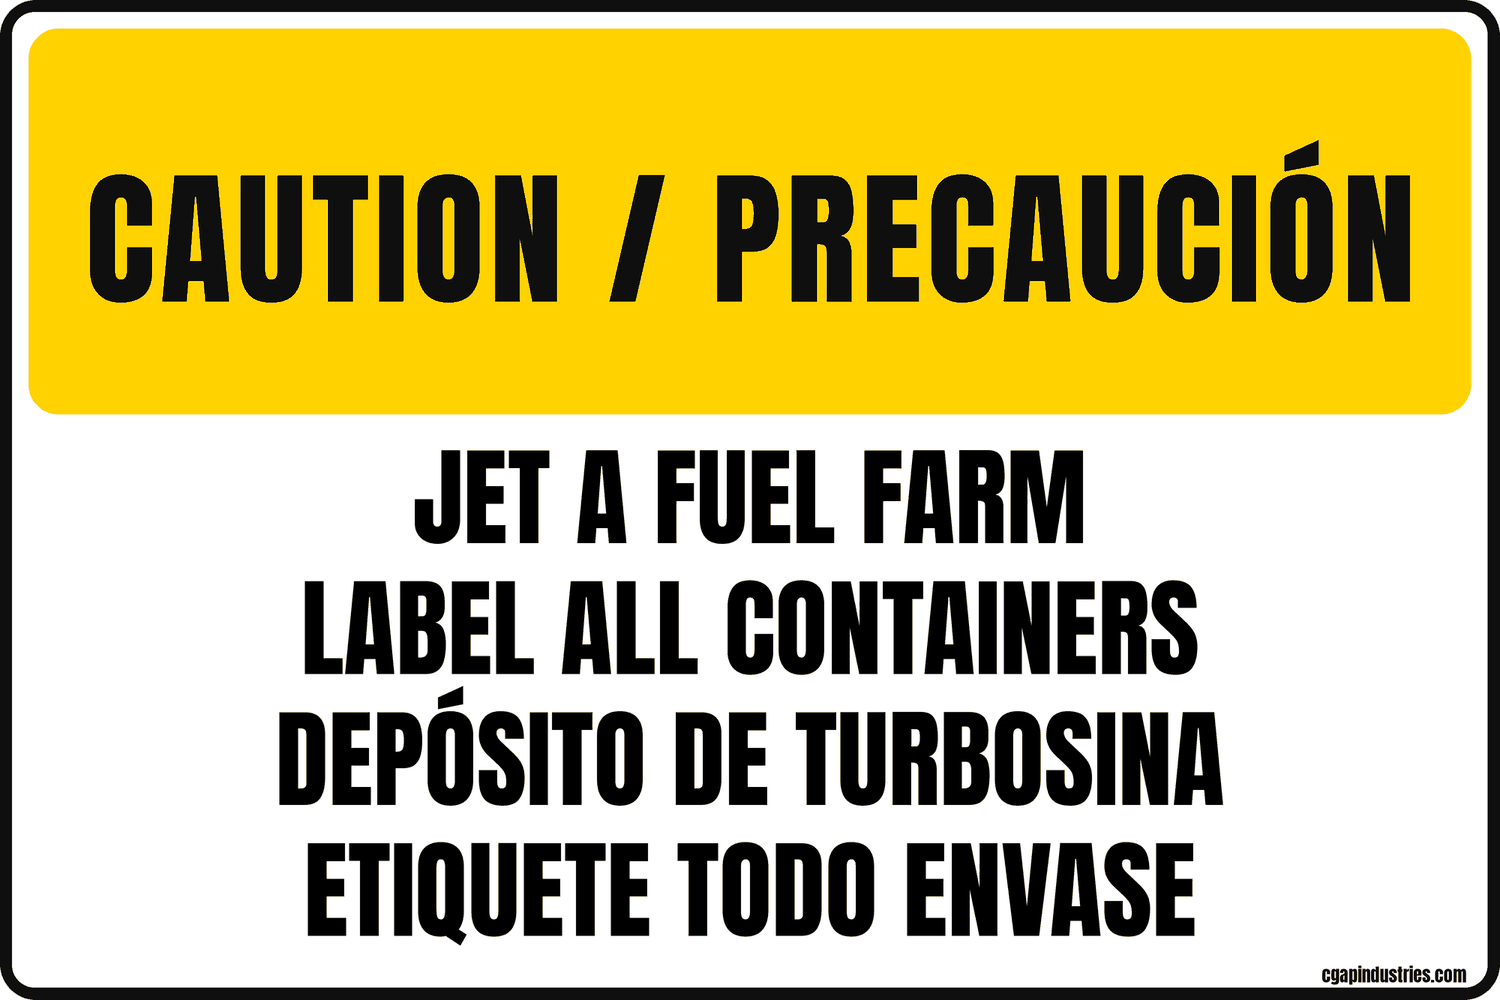 CAUTION / PRECAUCIÓN
JET A FUEL FARM
LABEL ALL CONTAINERS
DEPÓSITO DE TURBOSINA
ETIQUETE TODO ENVASE
cgapindustries.com